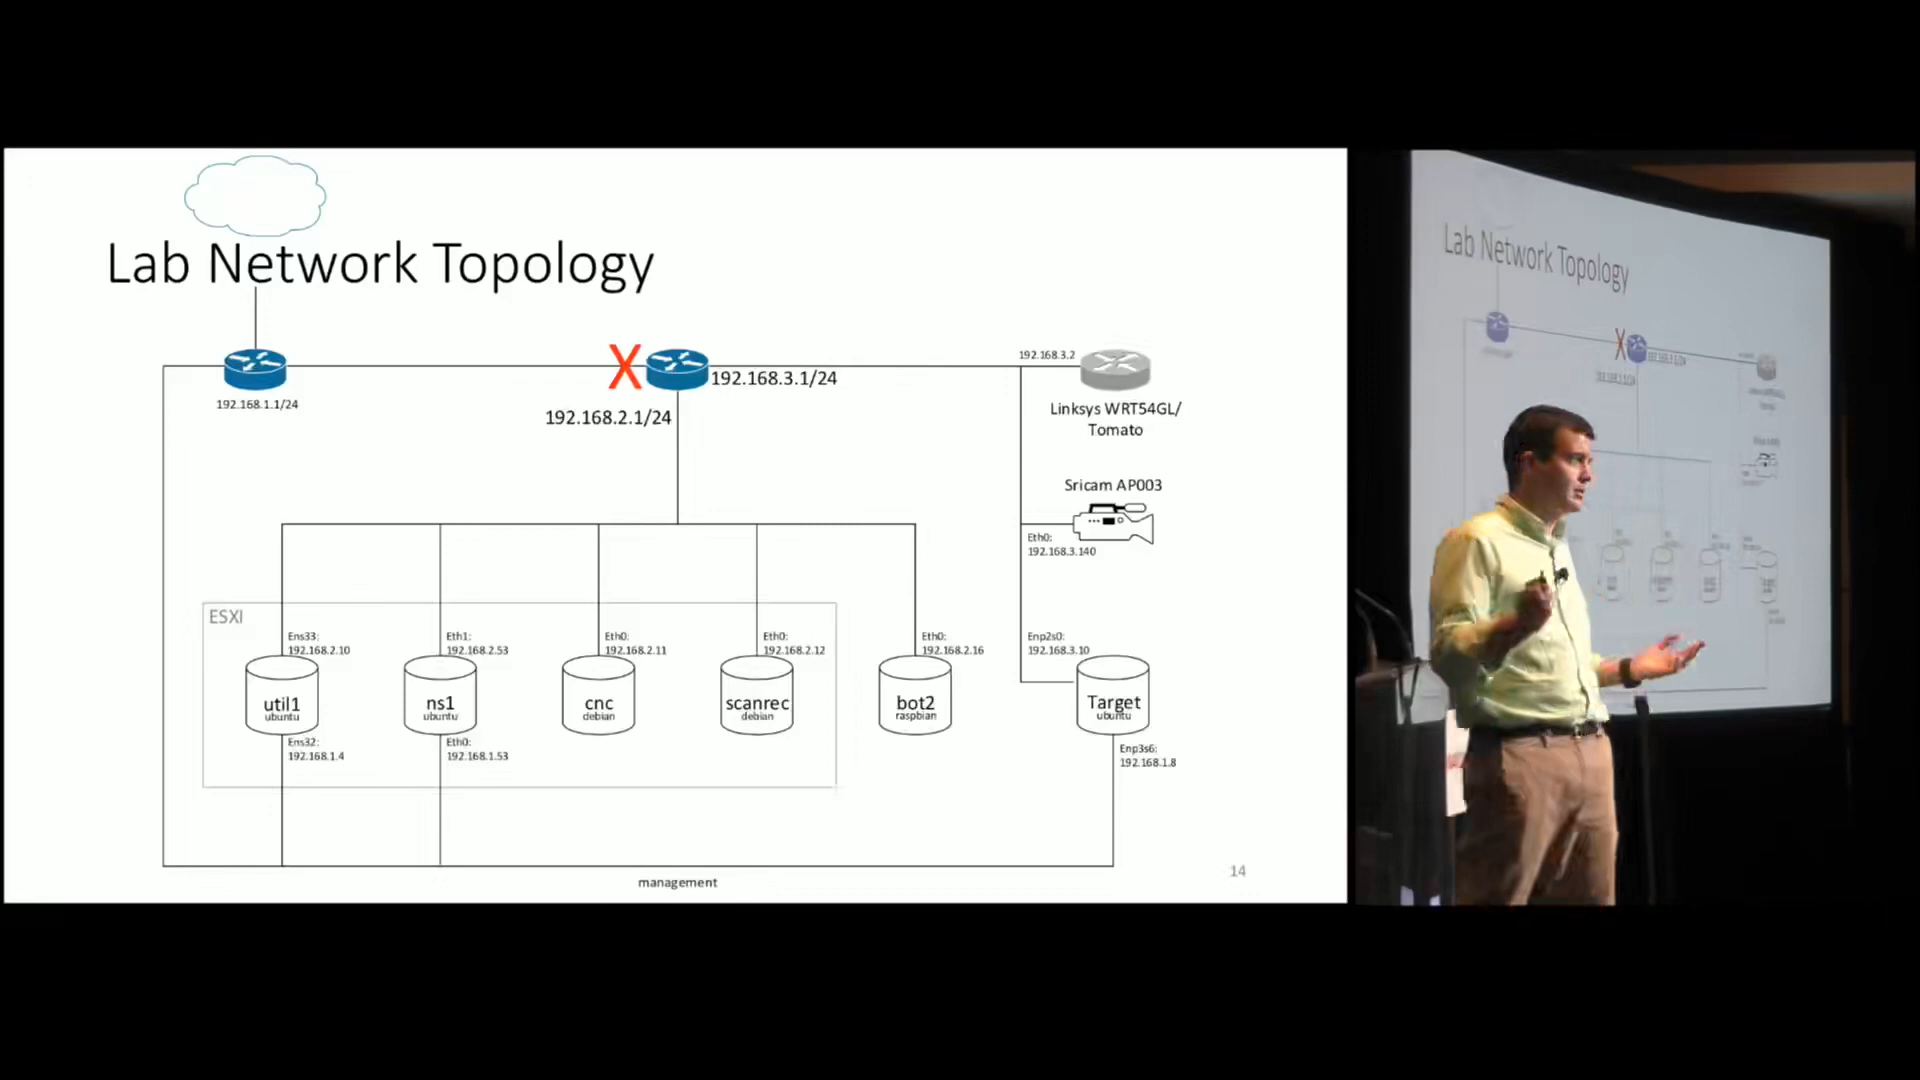 Lab Network Topology
192.168.1.1/24
X
192.168.3.1/24
192.168.2.1/24
192.168.3.2
Linksys WRT54GL/
Tomato
Sricam AP003
Eth0:
192.168.3.140
ESXI
Ens33:
192.168.2.10
Eth1:
192.168.2.53
Eth0:
192.168.2.11
Eth0:
192.168.2.12
Eth0:
192.168.2.16
Enp2s0:
192.168.3.10
util1
ubuntu
ns1
ubuntu
cnc
debian
scanrec
debian
bot2
raspbian
Target
ubuntu
Ens32:
192.168.1.4
Eth0:
192.168.1.53
Enp3s6:
192.168.1.8
management
14
Lab Network Topology
X